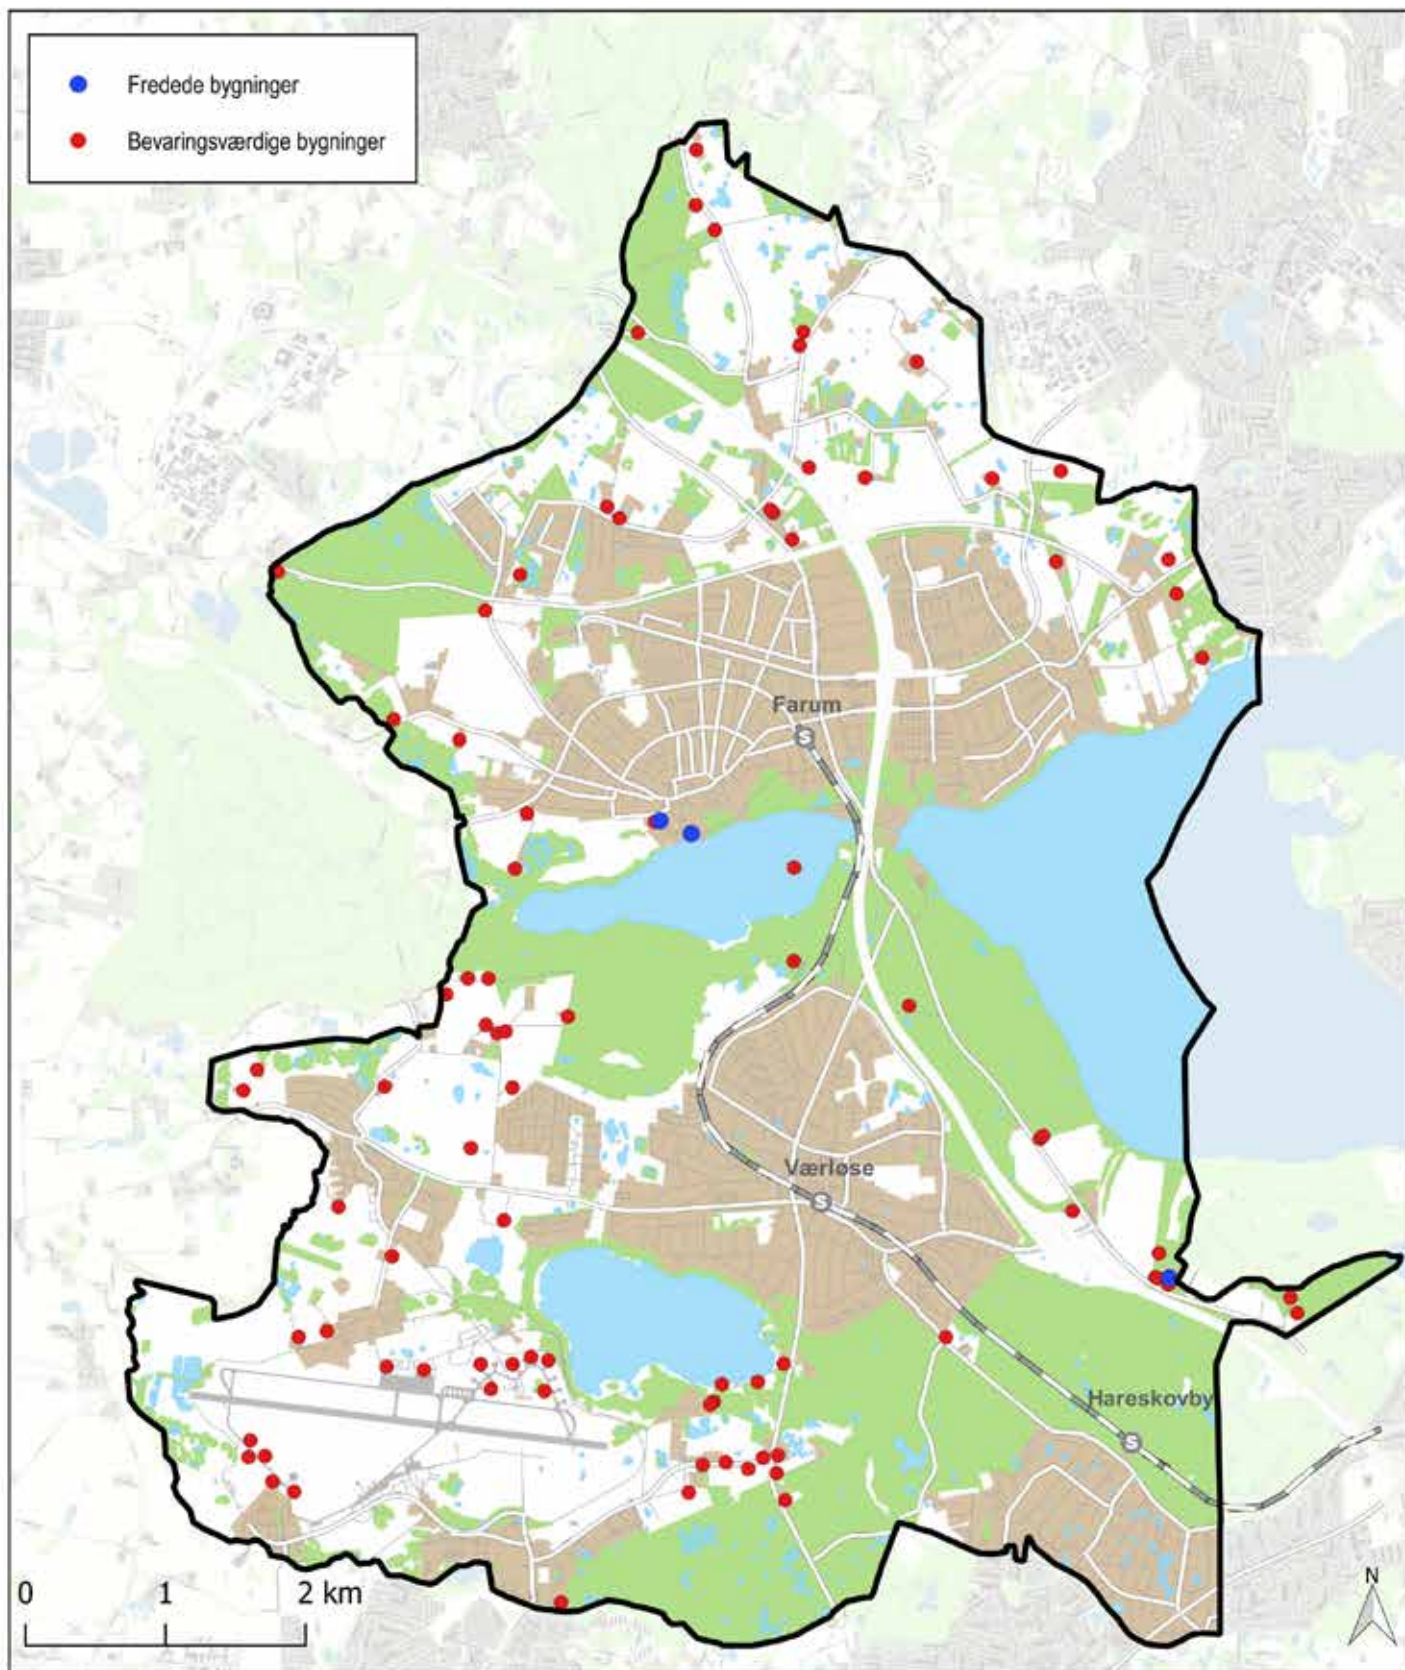 Fredede bygninger
Bevaringsværdige bygninger
Farum
S
Værløse
S
Hareskovby
S
0 1 2 km
N